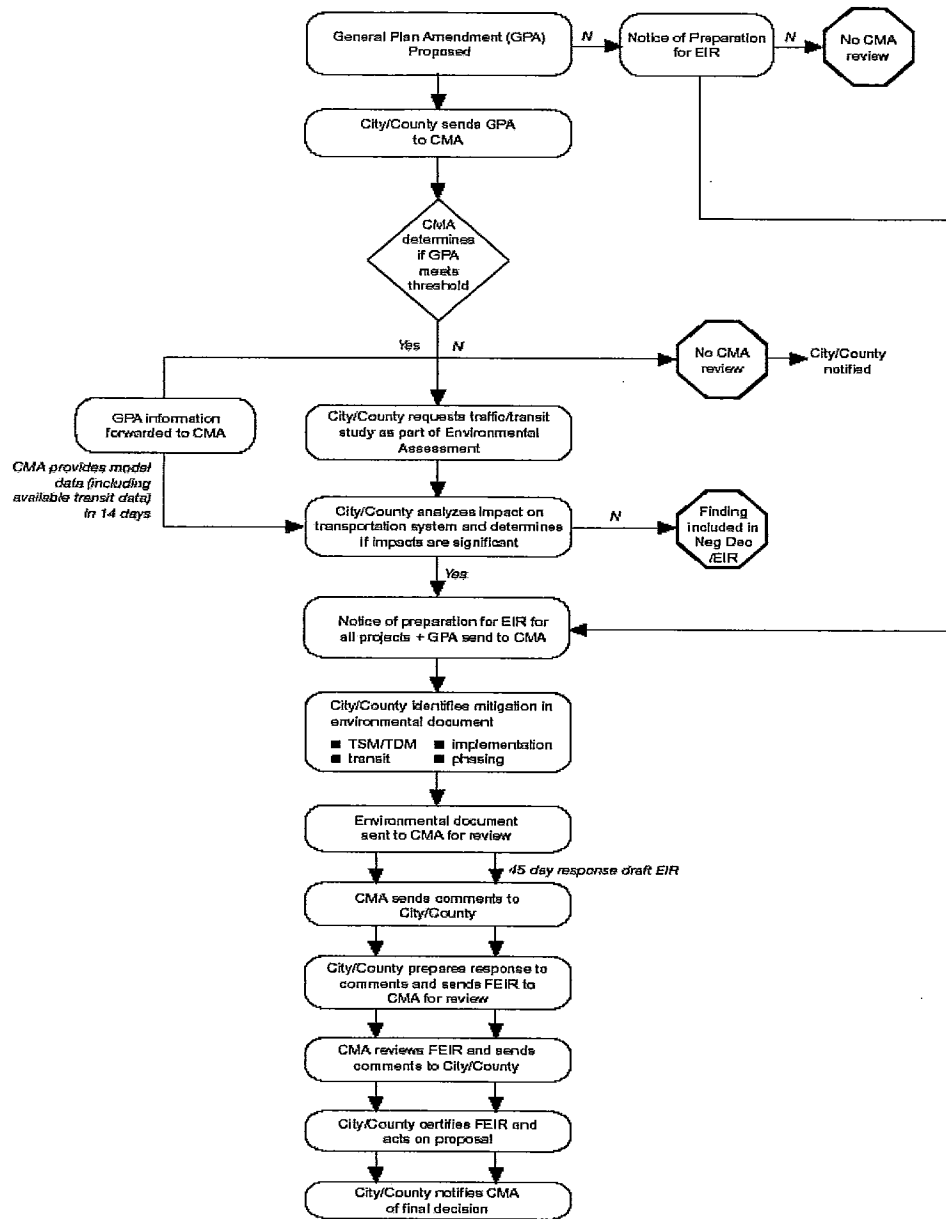 General Plan Amendment (GPA)
Proposed
N
Notice of Preparation
for EIR
N
No CMA
review
City/County sends GPA
to CMA
CMA
determines
if GPA
meets
threshold
Yes
N
No CMA
review
City/County
notified
GPA information
forwarded to CMA
City/County requests traffic/transit
study as part of Environmental
Assessment
CMA provides model
data (including
available transit data)
in 14 days
City/County analyzes impact on
transportation system and determines
if impacts are significant
N
Finding
included in
Neg Dec
/EIR
Yes
Notice of preparation for EIR for
all projects + GPA send to CMA
City/County identifies mitigation in
environmental document
■ TSM/TDM ■ implementation
■ transit ■ phasing
Environmental document
sent to CMA for review
45 day response draft EIR
CMA sends comments to
City/County
City/County prepares response to
comments and sends FEIR to
CMA for review
CMA reviews FEIR and sends
comments to City/County
City/County certifies FEIR and
acts on proposal
City/County notifies CMA
of final decision